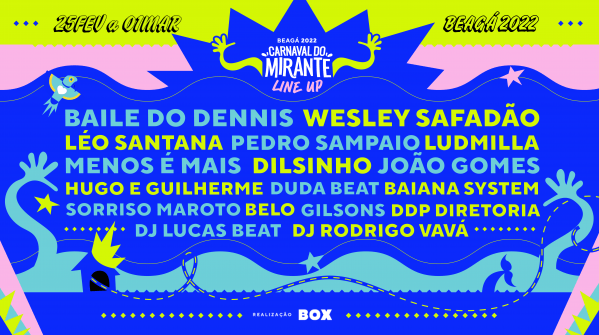 25FEV a 01MAR
BEAGÁ 2022
BEAGÁ 2022
CARNAVAL DO
MIRANTE
LINE UP
BAILE DO DENNIS WESLEY SAFADÃO
LÉO SANTANA PEDRO SAMPAIO LUDMILLA
MENOS É MAIS DILSINHO JOÃO GOMES
HUGO E GUILHERME DUDA BEAT BAIANA SYSTEM
SORRISO MAROTO BELO GILSONS DDP DIRETORIA
DJ LUCAS BEAT DJ RODRIGO VAVÁ
REALIZAÇÃO BOX